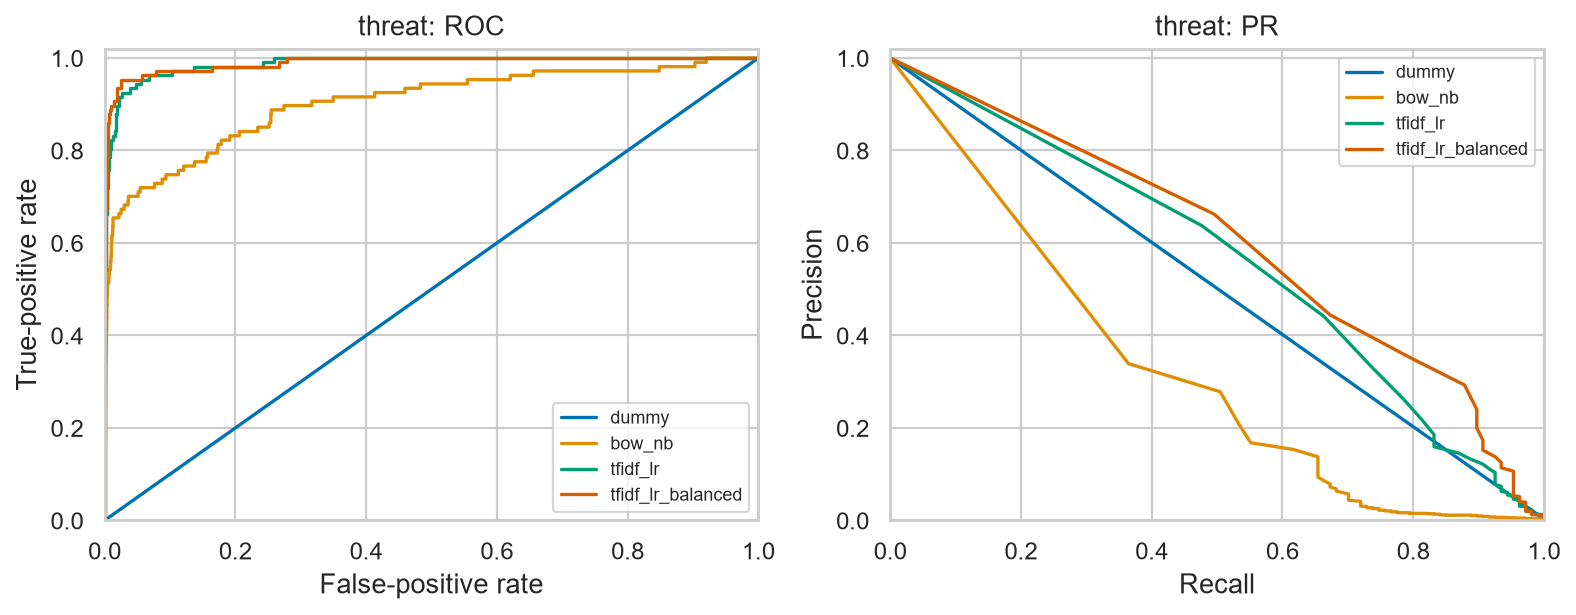 threat: ROC
True-positive rate
1.0
0.8
0.6
0.4
0.2
0.0
dummy
bow_nb
tfidf_lr
tfidf_lr_balanced
0.0 0.2 0.4 0.6 0.8 1.0
False-positive rate
threat: PR
Precision
1.0
0.8
0.6
0.4
0.2
0.0
dummy
bow_nb
tfidf_lr
tfidf_lr_balanced
0.0 0.2 0.4 0.6 0.8 1.0
Recall